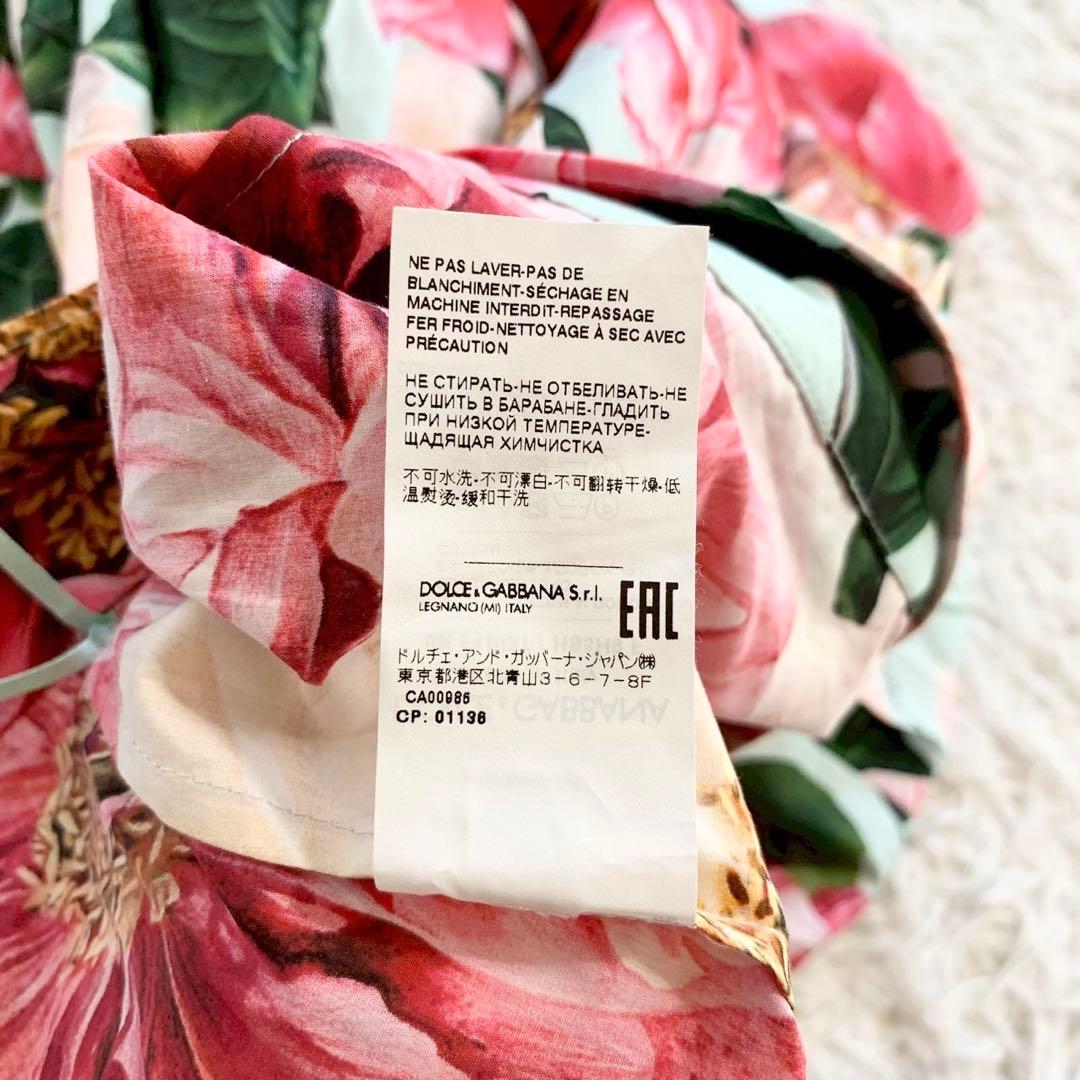 NE PAS LAVER-PAS DE
BLANCHIMENT-SÉCHAGE EN
MACHINE INTERDIT-REPASSAGE
FER FROID-NETTOYAGE À SEC AVEC
PRÉCAUTION
НЕ СТИРАТЬ-НЕ ОТБЕЛИВАТЬ-НЕ
СУШИТЬ В БАРАБАНЕ-ГЛАДИТЬ
ПРИ НИЗКОЙ ТЕМПЕРАТУРЕ-
ЩАДЯЩАЯ ХИМЧИСТКА
不可水洗-不可漂白-不可翻转干燥-低
温熨烫-缓和干洗
DOLCE & GABBANA S.r.l.
LEGNANO (MI) ITALY
EAC
ドルチェ・アンド・ガッバーナ・ジャパン㈱
東京都港区北青山3-6-7-8F
CA00986
CP: 01136